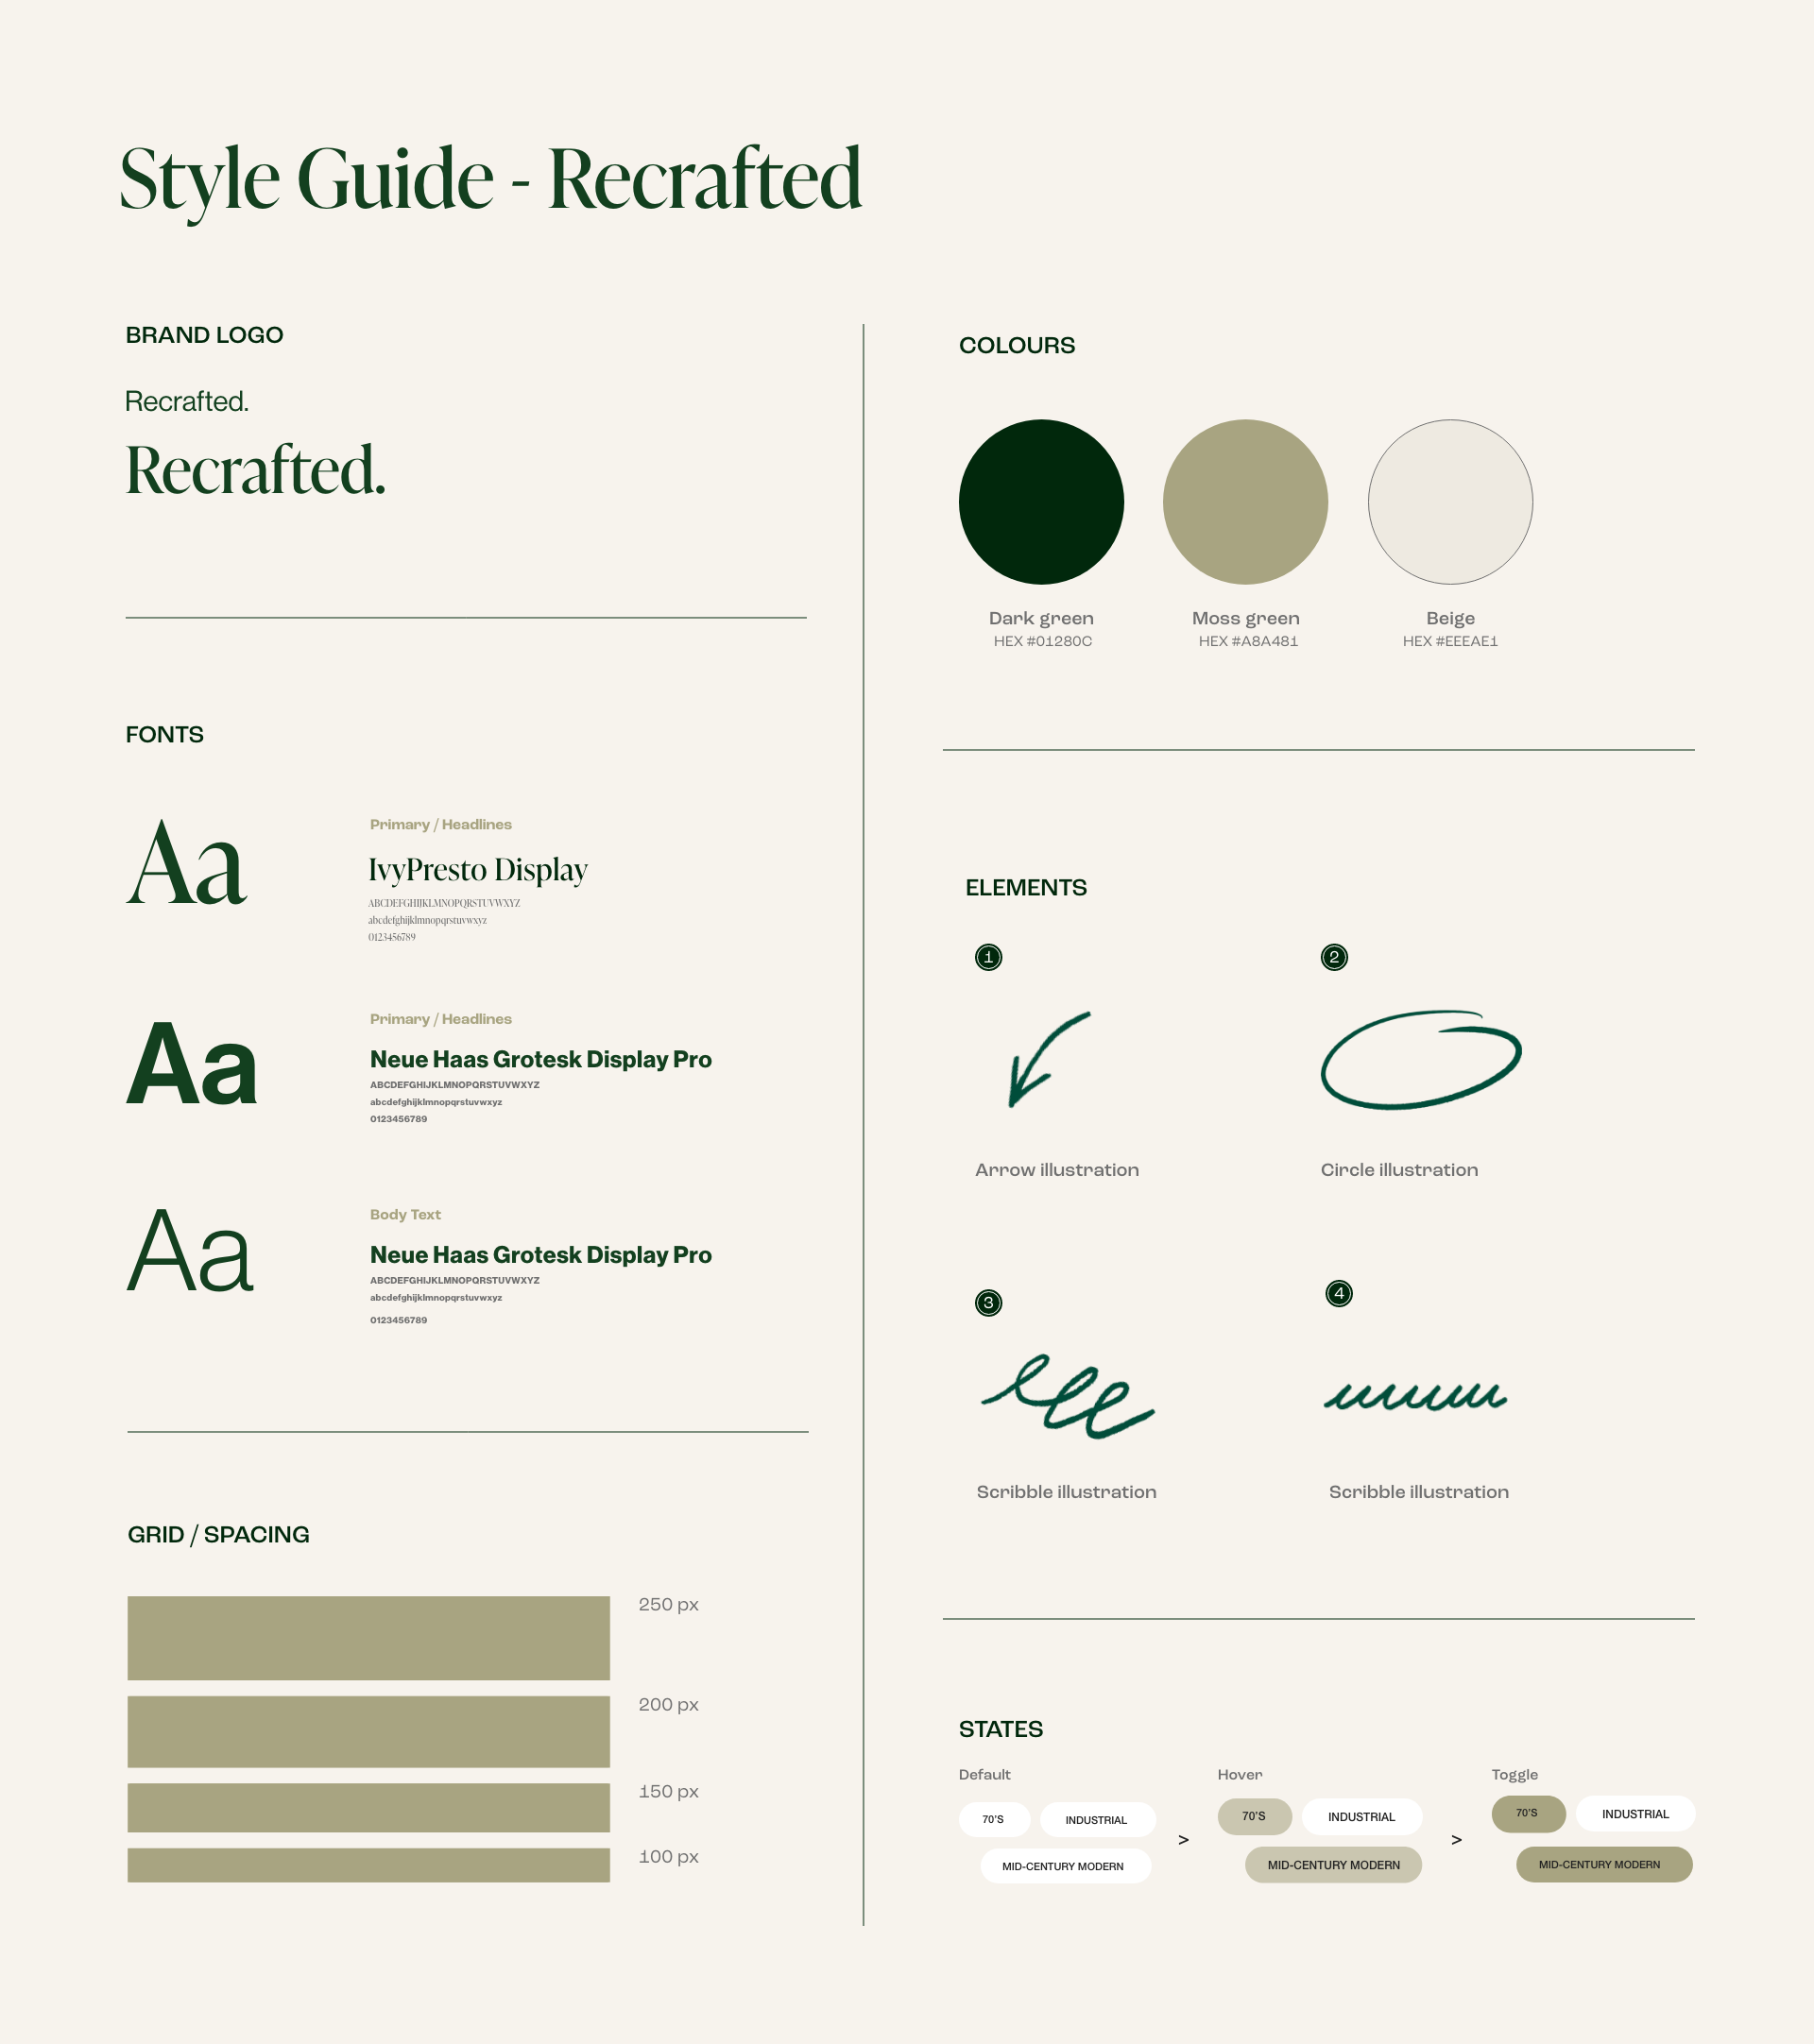 Style Guide - Recrafted
BRAND LOGO
Recrafted.
Recrafted.
FONTS
Aa
Primary / Headlines
IvyPresto Display
ABCDEFGHIJKLMNOPQRSTUVWXYZ
abcdefghijklmnopqrstuvwxyz
0123456789
Aa
Primary / Headlines
Neue Haas Grotesk Display Pro
ABCDEFGHIJKLMNOPQRSTUVWXYZ
abcdefghijklmnopqrstuvwxyz
0123456789
Aa
Body Text
Neue Haas Grotesk Display Pro
ABCDEFGHIJKLMNOPQRSTUVWXYZ
abcdefghijklmnopqrstuvwxyz
0123456789
GRID / SPACING
250 px
200 px
150 px
100 px
COLOURS
Dark green
HEX #01280C
Moss green
HEX #A8A481
Beige
HEX #EEEAE1
ELEMENTS
1
Arrow illustration
2
Circle illustration
3
Scribble illustration
4
Scribble illustration
STATES
Default
70'S
INDUSTRIAL
MID-CENTURY MODERN
>
Hover
70'S
INDUSTRIAL
MID-CENTURY MODERN
>
Toggle
70'S
INDUSTRIAL
MID-CENTURY MODERN